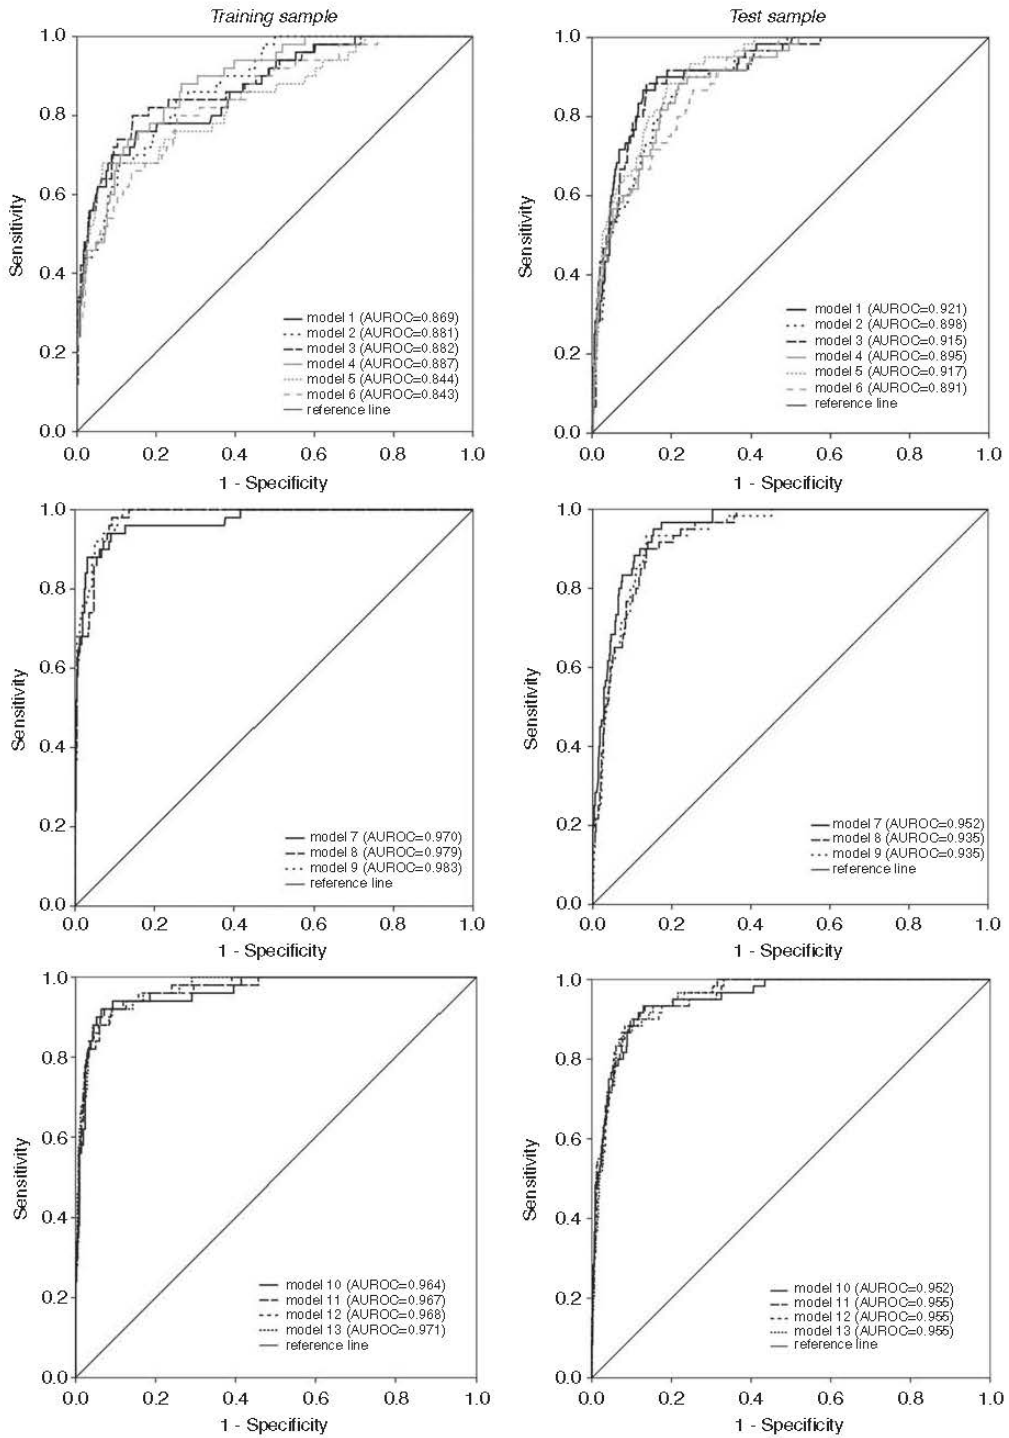 Training sample
1.0
0.8
0.6
0.4
0.2
0.0
Sensitivity
model 1 (AUROC=0.869)
model 2 (AUROC=0.881)
model 3 (AUROC=0.882)
model 4 (AUROC=0.887)
model 5 (AUROC=0.844)
model 6 (AUROC=0.843)
reference line
0.0 0.2 0.4 0.6 0.8 1.0
1 - Specificity
Test sample
1.0
0.8
0.6
0.4
0.2
0.0
Sensitivity
model 1 (AUROC=0.921)
model 2 (AUROC=0.898)
model 3 (AUROC=0.915)
model 4 (AUROC=0.895)
model 5 (AUROC=0.917)
model 6 (AUROC=0.891)
reference line
0.0 0.2 0.4 0.6 0.8 1.0
1 - Specificity
1.0
0.8
0.6
0.4
0.2
0.0
Sensitivity
model 7 (AUROC=0.970)
model 8 (AUROC=0.979)
model 9 (AUROC=0.983)
reference line
0.0 0.2 0.4 0.6 0.8 1.0
1 - Specificity
1.0
0.8
0.6
0.4
0.2
0.0
Sensitivity
model 7 (AUROC=0.952)
model 8 (AUROC=0.935)
model 9 (AUROC=0.935)
reference line
0.0 0.2 0.4 0.6 0.8 1.0
1 - Specificity
1.0
0.8
0.6
0.4
0.2
0.0
Sensitivity
model 10 (AUROC=0.964)
model 11 (AUROC=0.967)
model 12 (AUROC=0.968)
model 13 (AUROC=0.971)
reference line
0.0 0.2 0.4 0.6 0.8 1.0
1 - Specificity
1.0
0.8
0.6
0.4
0.2
0.0
Sensitivity
model 10 (AUROC=0.952)
model 11 (AUROC=0.955)
model 12 (AUROC=0.955)
model 13 (AUROC=0.955)
reference line
0.0 0.2 0.4 0.6 0.8 1.0
1 - Specificity